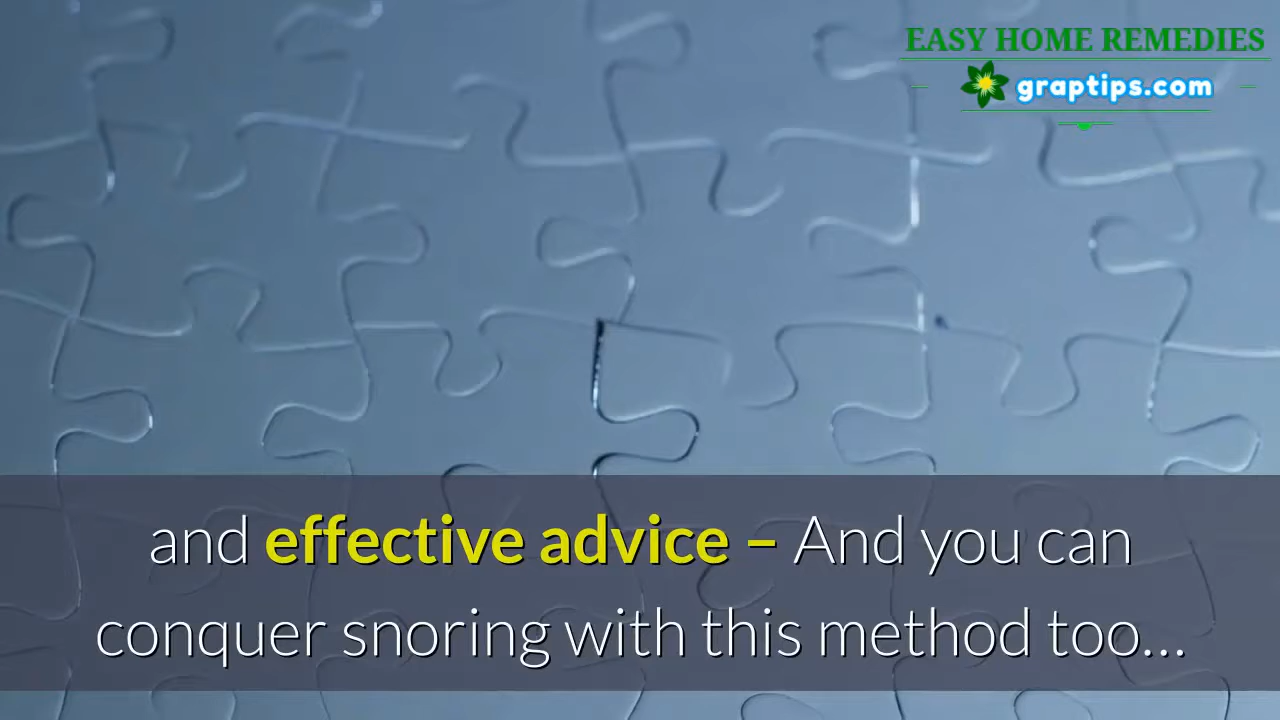 EASY HOME REMEDIES
graptips.com
and effective advice – And you can
conquer snoring with this method too...